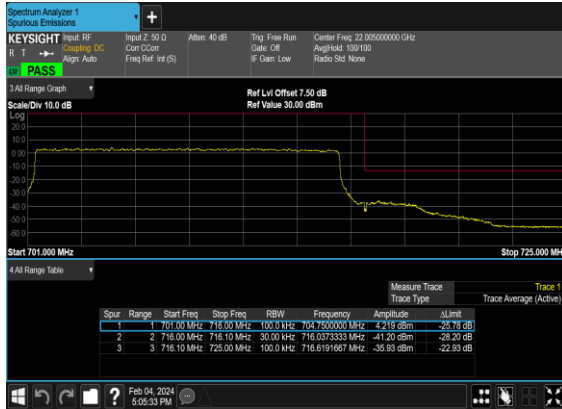 Spectrum Analyzer 1
Spurious Emissions
+
KEYSIGHT Input: RF Input Z: 50 Ω Atten: 40 dB Trig: Free Run Center Freq: 22.005000000 GHz
R T Coupling: DC Corr CCorr Gate: Off Avg|Hold: 100/100
Align: Auto Freq Ref: Int (S) IF Gain: Low Radio Std: None
LXI PASS
3 All Range Graph
Ref Lvl Offset 7.50 dB
Scale/Div 10.0 dB Ref Value 30.00 dBm
Log
20.0
10.0
0.00
-10.0
-20.0
-30.0
-40.0
-50.0
-60.0
Start 701.000 MHz Stop 725.000 MH
4 All Range Table
Measure Trace Trace 1
Trace Type Trace Average (Active)
Spur Range Start Freq Stop Freq RBW Frequency Amplitude ΔLimit
1 1 701.00 MHz 716.00 MHz 100.0 kHz 704.7500000 MHz 4.219 dBm -25.78 dB
2 2 716.00 MHz 716.10 MHz 30.00 kHz 716.0373333 MHz -41.20 dBm -28.20 dB
3 3 716.10 MHz 725.00 MHz 100.0 kHz 716.6191667 MHz -35.93 dBm -22.93 dB
?
Feb 04, 2024
5:05:33 PM